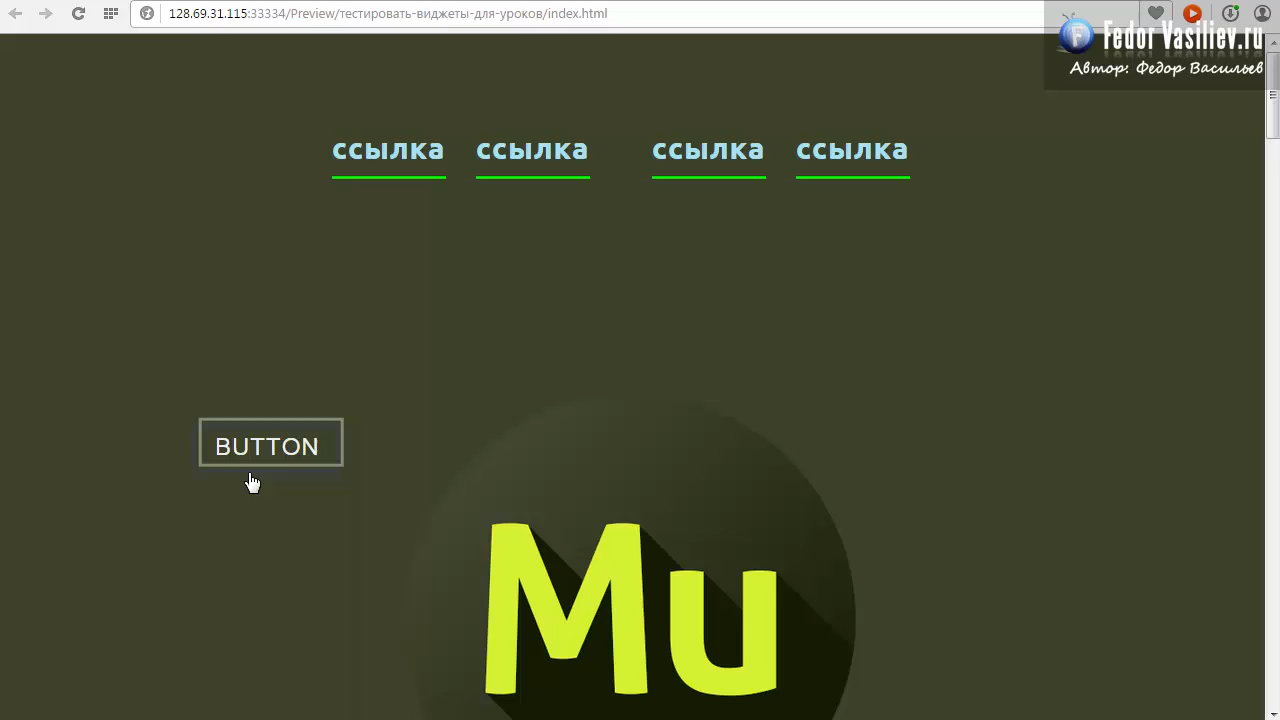 128.69.31.115:33334/Preview/тестировать-виджеты-для-уроков/index.html
Fedor Vasiliev.ru
Автор: Федор Васильев
ссылка ссылка ссылка ссылка
BUTTON
Mu